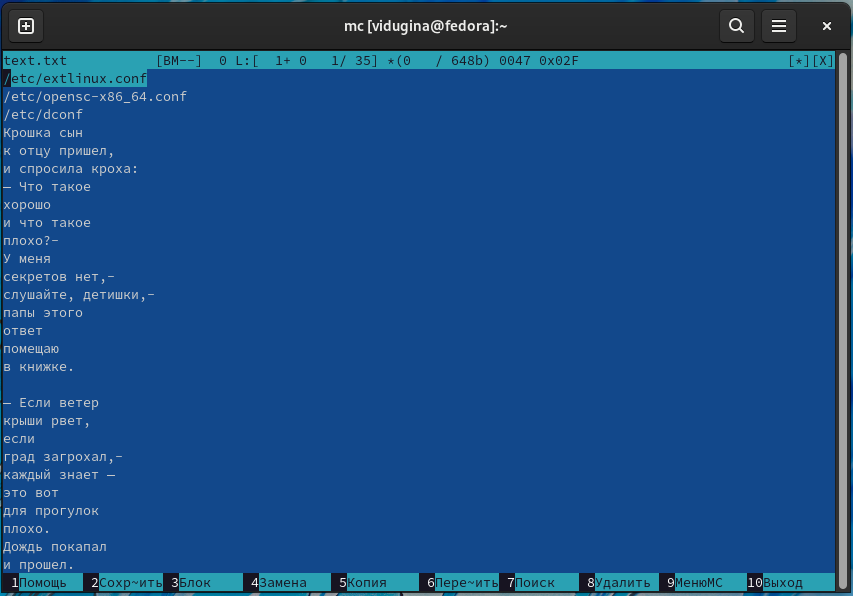 mc [vidugina@fedora]:~
text.txt [BM--] 0 L:[ 1+ 0 1/ 35] *(0 / 648b) 0047 0x02F [*][X]
/etc/extlinux.conf
/etc/opensc-x86_64.conf
/etc/dconf
Крошка сын
к отцу пришел,
и спросила кроха:
— Что такое
хорошо
и что такое
плохо?-
У меня
секретов нет,-
слушайте, детишки,-
папы этого
ответ
помещаю
в книжке.

— Если ветер
крыши рвет,
если
град загрохал,-
каждый знает —
это вот
для прогулок
плохо.
Дождь покапал
и прошел.
1Помощь 2Сохр~ить 3Блок 4Замена 5Копия 6Пере~ить 7Поиск 8Удалить 9МенюМС 10Выход